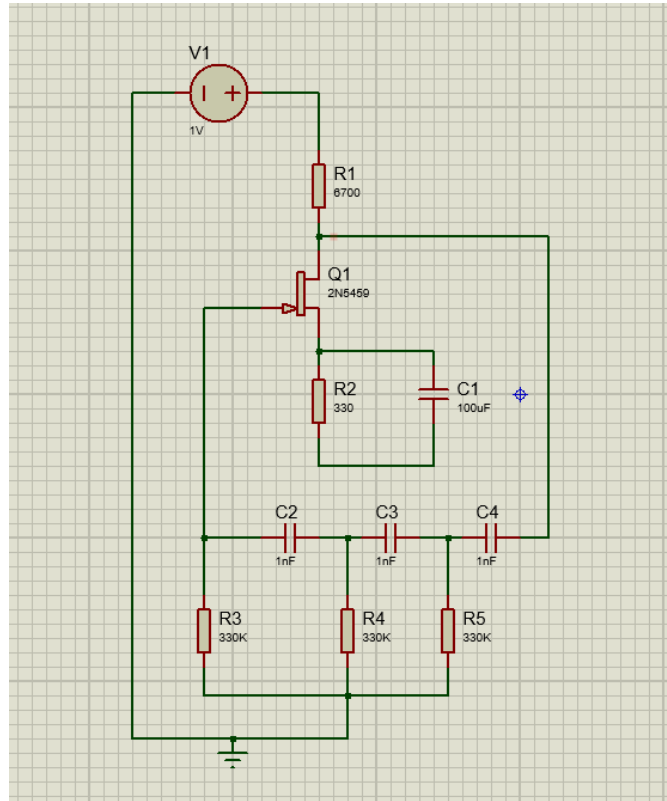 V1
1V
R1
6700
Q1
2N5459
R2
330
C1
100uF
C2
1nF
C3
1nF
C4
1nF
R3
330K
R4
330K
R5
330K